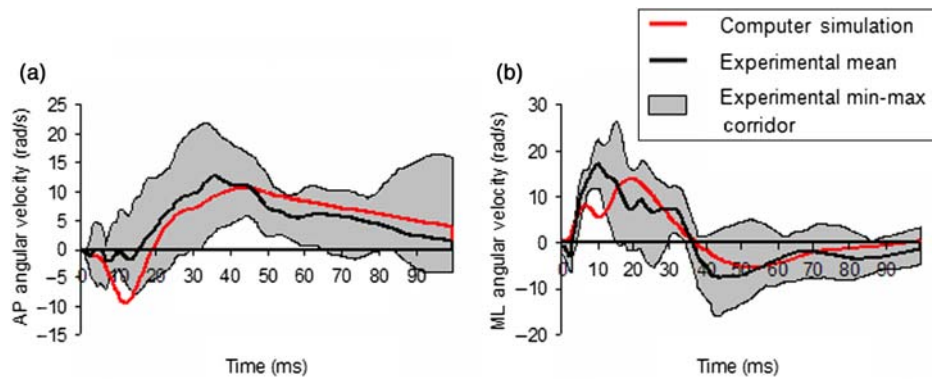 Computer simulation
Experimental mean
Experimental min-max
corridor
(a)
AP angular velocity (rad/s)
25
20
15
10
5
0
−5
−10
−15
0 10 20 30 40 50 60 70 80 90
Time (ms)
(b)
ML angular velocity (rad/s)
30
20
10
0
−10
−20
0 10 20 30 40 50 60 70 80 90
Time (ms)